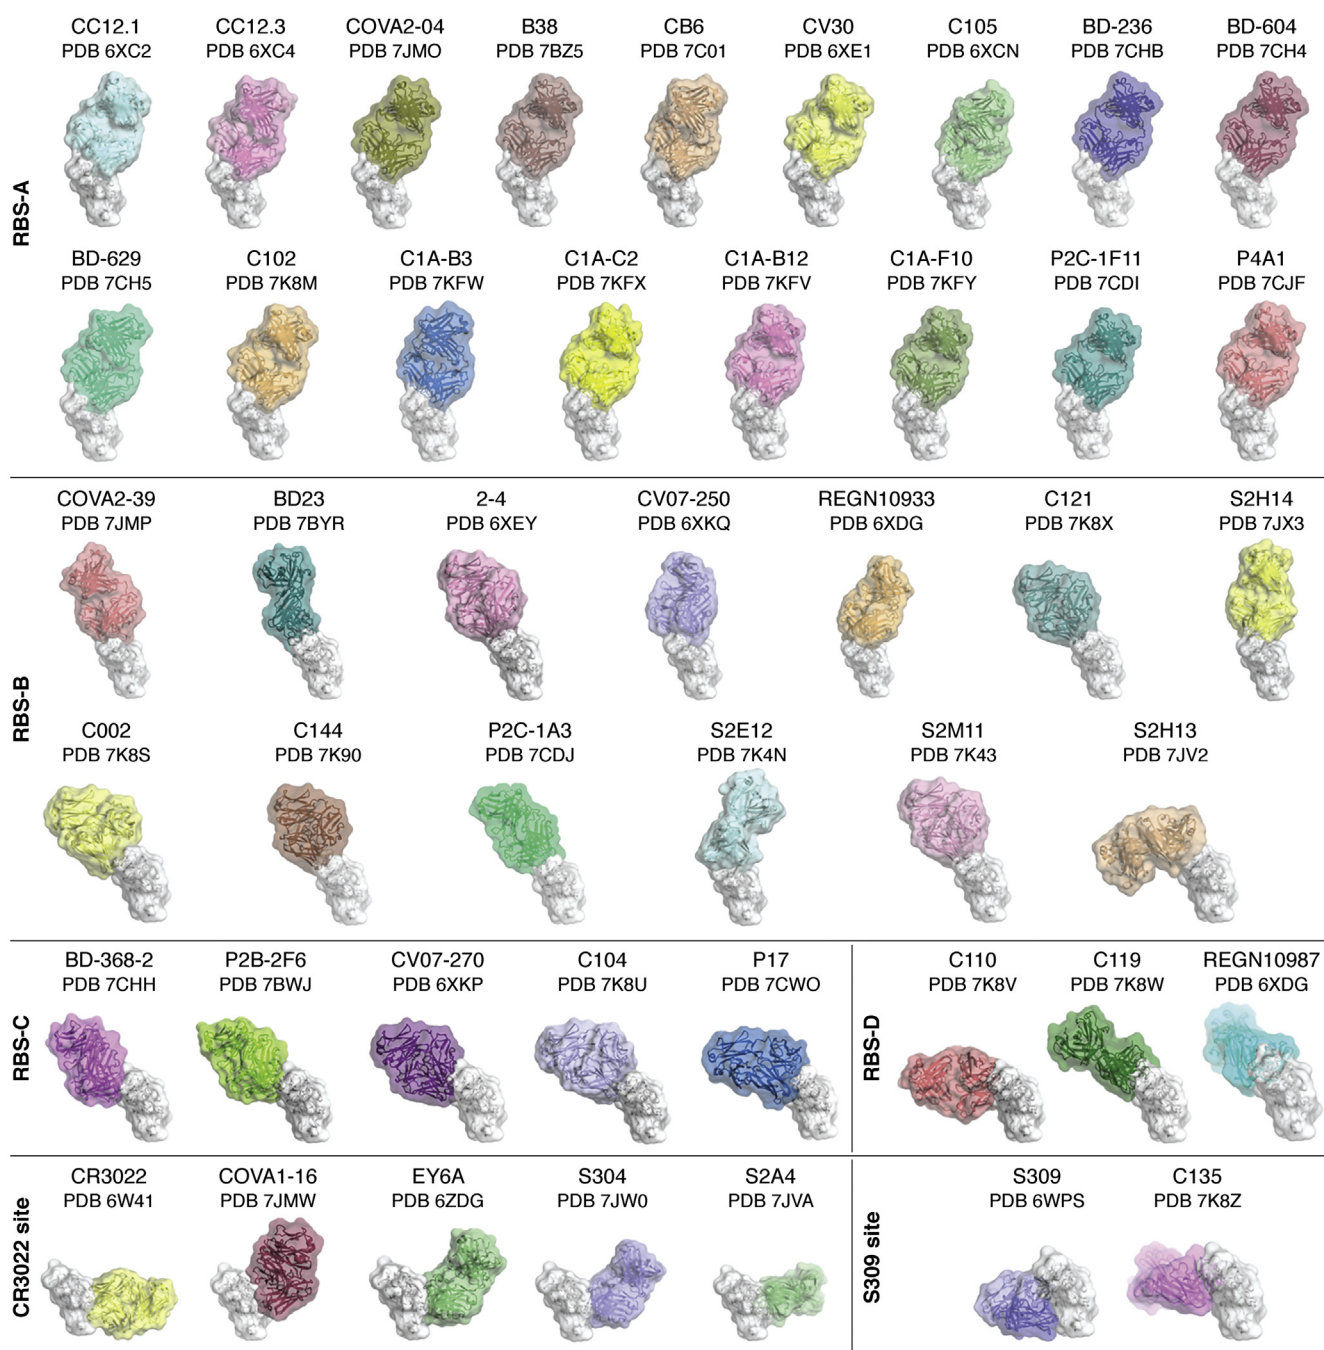 CC12.1
PDB 6XC2
CC12.3
PDB 6XC4
COVA2-04
PDB 7JMO
B38
PDB 7BZ5
CB6
PDB 7C01
CV30
PDB 6XE1
C105
PDB 6XCN
BD-236
PDB 7CHB
BD-604
PDB 7CH4
RBS-A
BD-629
PDB 7CH5
C102
PDB 7K8M
C1A-B3
PDB 7KFW
C1A-C2
PDB 7KFX
C1A-B12
PDB 7KFV
C1A-F10
PDB 7KFY
P2C-1F11
PDB 7CDI
P4A1
PDB 7CJF
COVA2-39
PDB 7JMP
BD23
PDB 7BYR
2-4
PDB 6XEY
CV07-250
PDB 6XKQ
REGN10933
PDB 6XDG
C121
PDB 7K8X
S2H14
PDB 7JX3
RBS-B
C002
PDB 7K8S
C144
PDB 7K90
P2C-1A3
PDB 7CDJ
S2E12
PDB 7K4N
S2M11
PDB 7K43
S2H13
PDB 7JV2
RBS-C
BD-368-2
PDB 7CHH
P2B-2F6
PDB 7BWJ
CV07-270
PDB 6XKP
C104
PDB 7K8U
P17
PDB 7CWO
RBS-D
C110
PDB 7K8V
C119
PDB 7K8W
REGN10987
PDB 6XDG
CR3022 site
CR3022
PDB 6W41
COVA1-16
PDB 7JMW
EY6A
PDB 6ZDG
S304
PDB 7JW0
S2A4
PDB 7JVA
S309 site
S309
PDB 6WPS
C135
PDB 7K8Z